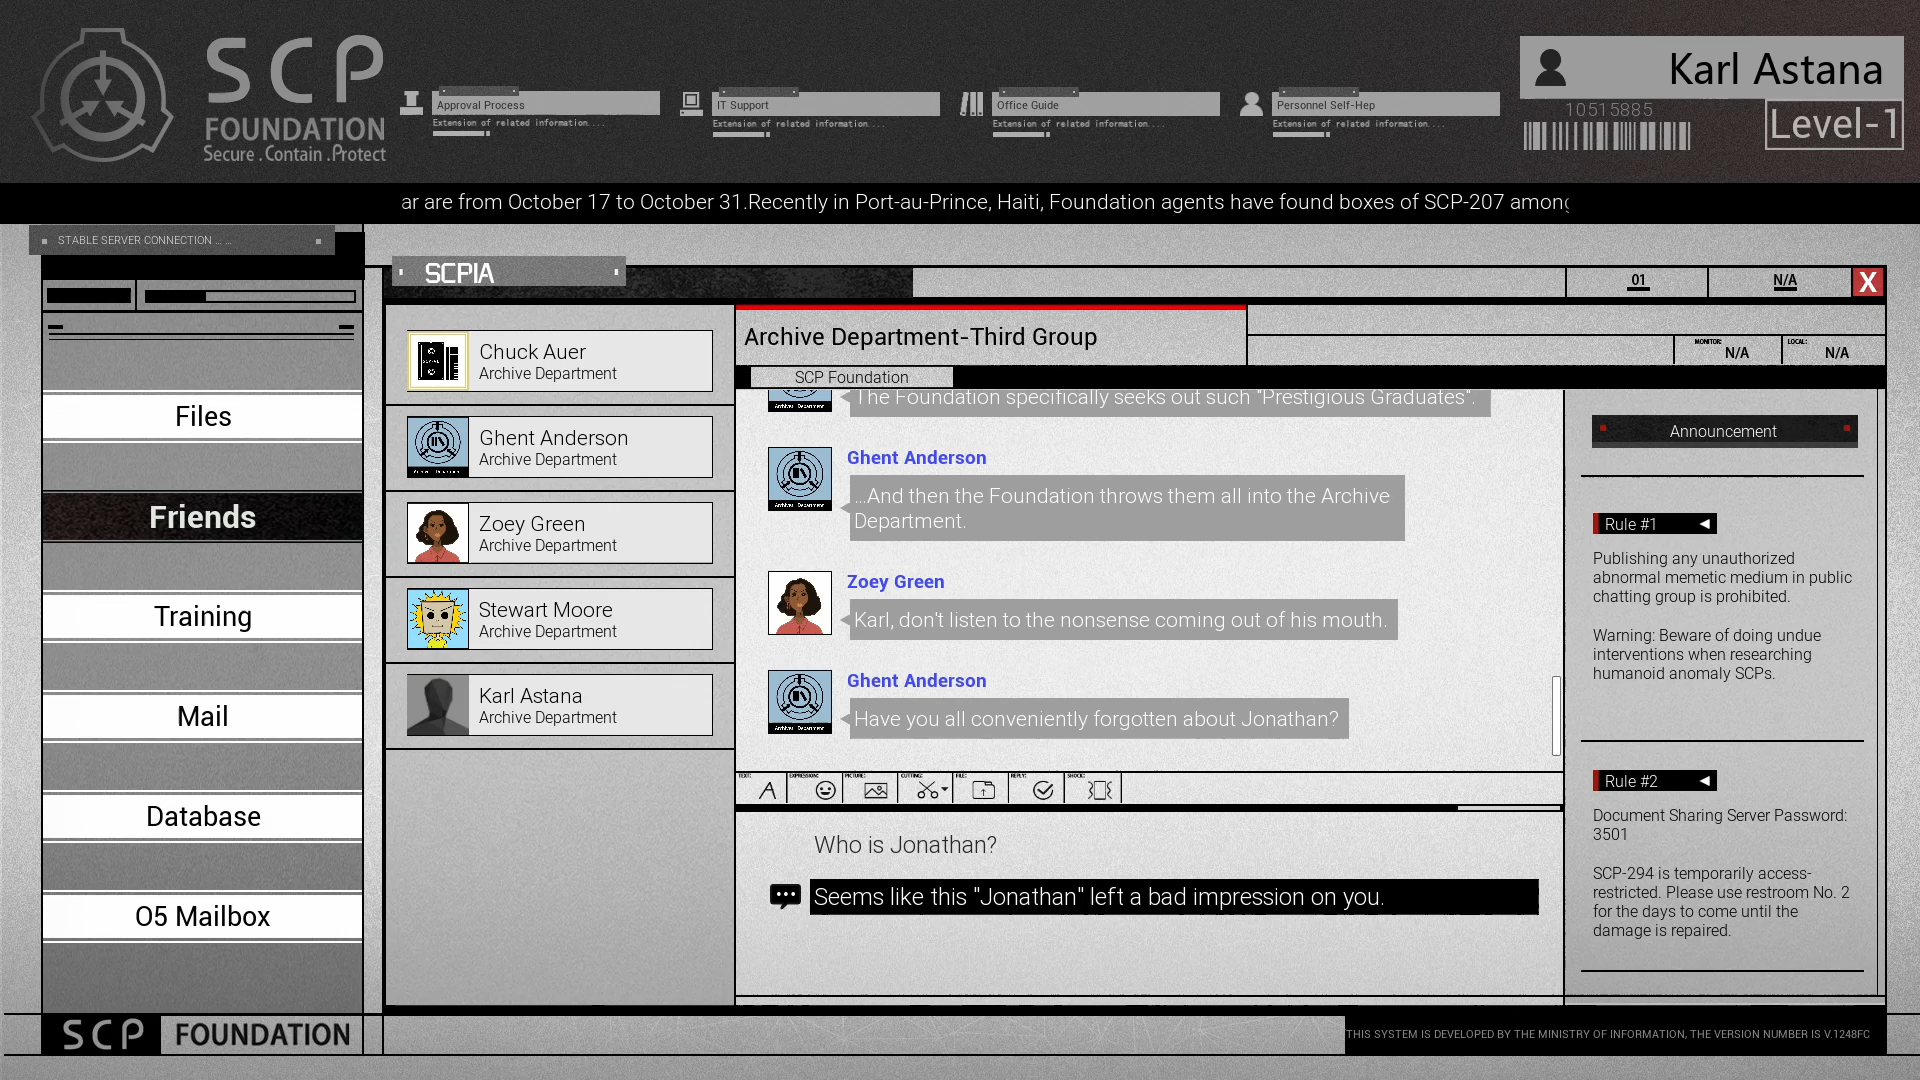 SCP
FOUNDATION
Secure .Contain .Protect
Approval Process
Extension of related information....
IT Support
Extension of related information
Office Guide
Extension of related information....
Personnel Self-Hep
Extension of related information....
Karl Astana
10515885
Level-1
ar are from October 17 to October 31.Recently in Port-au-Prince, Haiti, Foundation agents have found boxes of SCP-207 among
STABLE SERVER CONNECTION ... ...
SCPIA
01
N/A
X
Files
Friends
Training
Mail
Database
O5 Mailbox
Chuck Auer
Archive Department
Ghent Anderson
Archive Department
Zoey Green
Archive Department
Stewart Moore
Archive Department
Karl Astana
Archive Department
Archive Department-Third Group
MONITOR:
N/A
LOCAL:
N/A
SCP Foundation
The Foundation specifically seeks out such "Prestigious Graduates".
Ghent Anderson
...And then the Foundation throws them all into the Archive
Department.
Zoey Green
Karl, don't listen to the nonsense coming out of his mouth.
Ghent Anderson
Have you all conveniently forgotten about Jonathan?
TEXT:
EXPRESSION:
PICTURE:
CUTTING:
FILE:
REPLY:
SHOCK:
Who is Jonathan?
Seems like this "Jonathan" left a bad impression on you.
Announcement
Rule #1
Publishing any unauthorized
abnormal memetic medium in public
chatting group is prohibited.
Warning: Beware of doing undue
interventions when researching
humanoid anomaly SCPs.
Rule #2
Document Sharing Server Password:
3501
SCP-294 is temporarily access-
restricted. Please use restroom No. 2
for the days to come until the
damage is repaired.
SCP FOUNDATION
THIS SYSTEM IS DEVELOPED BY THE MINISTRY OF INFORMATION, THE VERSION NUMBER IS V.1248FC